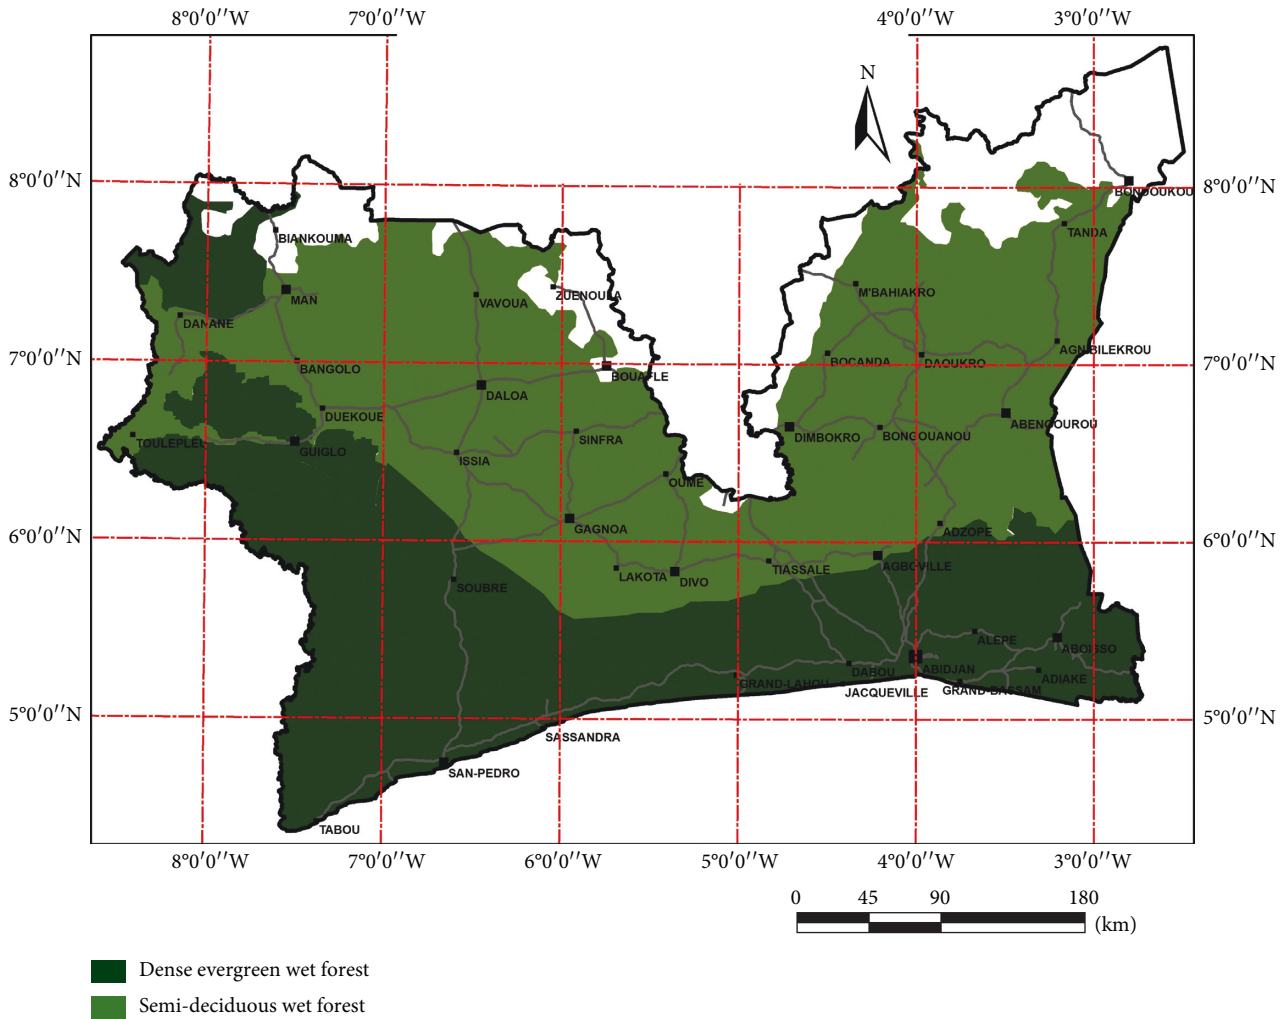 8°0'0''W 7°0'0''W 4°0'0''W 3°0'0''W
N
8°0'0''N 8°0'0''N
BONDOUKOU
TANDA
BIANKOUMA
MAN
VAVOUA
ZUENOULA
M'BAHIAKRO
DANANE
7°0'0''N 7°0'0''N
BANGOLO
BOUAFLE
BOCANDA
DAOUKRO
AGNIBILEKROU
DALOA
DUEKOUE
ABENGOUROU
TOULEPLEU
GUIGLO
SINFRA
DIMBOKRO
BONGOUANOU
ISSIA
OUME
GAGNOA
ADZOPE
6°0'0''N 6°0'0''N
LAKOTA
DIVO
TIASSALE
AGBOVILLE
SOUBRE
ALEPE
ABOISSO
DABOU
ABIDJAN
ADIAKE
GRAND-LAHOU
JACQUEVILLE
GRAND-BASSAM
5°0'0''N 5°0'0''N
SASSANDRA
SAN-PEDRO
TABOU
8°0'0''W 7°0'0''W 6°0'0''W 5°0'0''W 4°0'0''W 3°0'0''W
0 45 90 180
(km)
Dense evergreen wet forest
Semi-deciduous wet forest